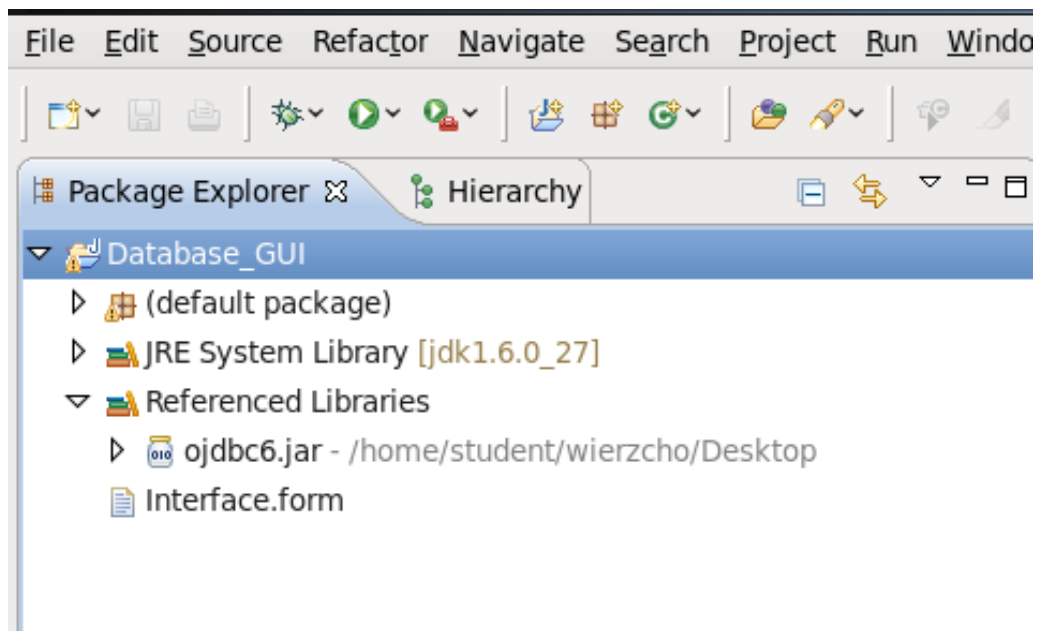 File Edit Source Refactor Navigate Search Project Run Windo
Package Explorer Hierarchy
Database_GUI
(default package)
JRE System Library [jdk1.6.0_27]
Referenced Libraries
ojdbc6.jar - /home/student/wierzcho/Desktop
Interface.form